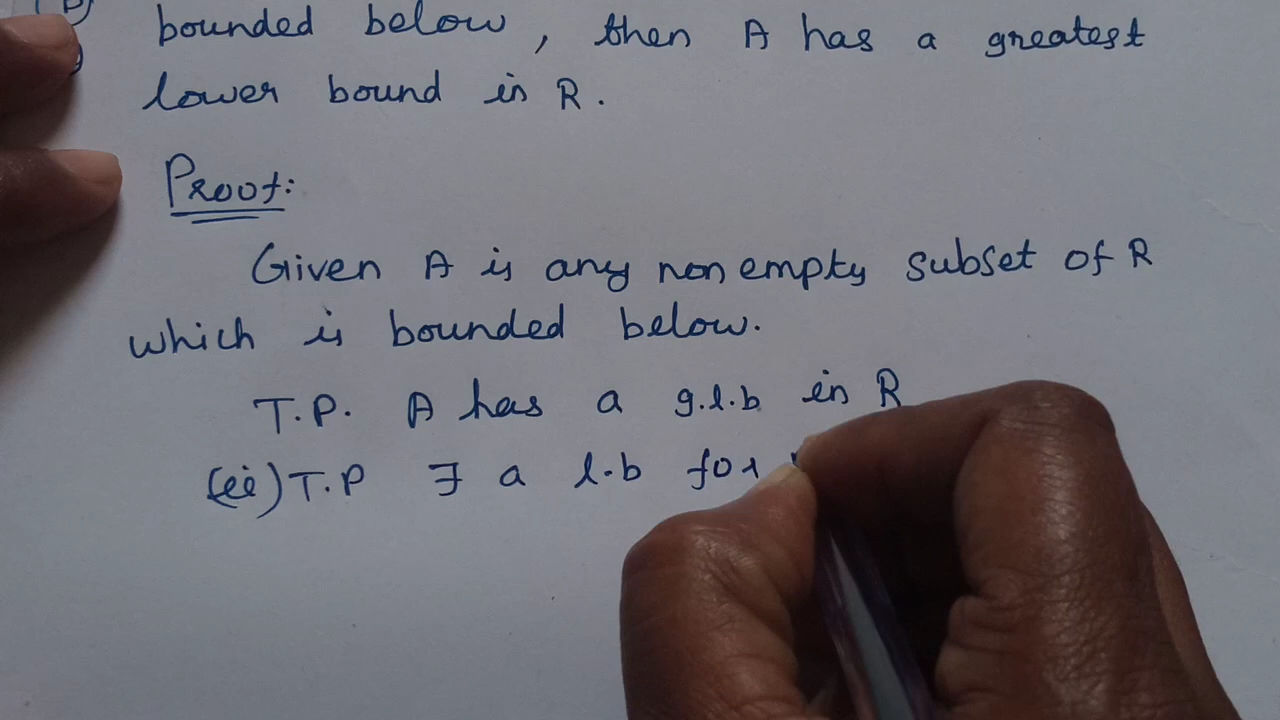 bounded below, then A has a greatest
lower bound in R.
Proof:
Given A is any non empty subset of R
which is bounded below.
T.P. A has a g.l.b in R
(ii) T.P ∃ a l.b for